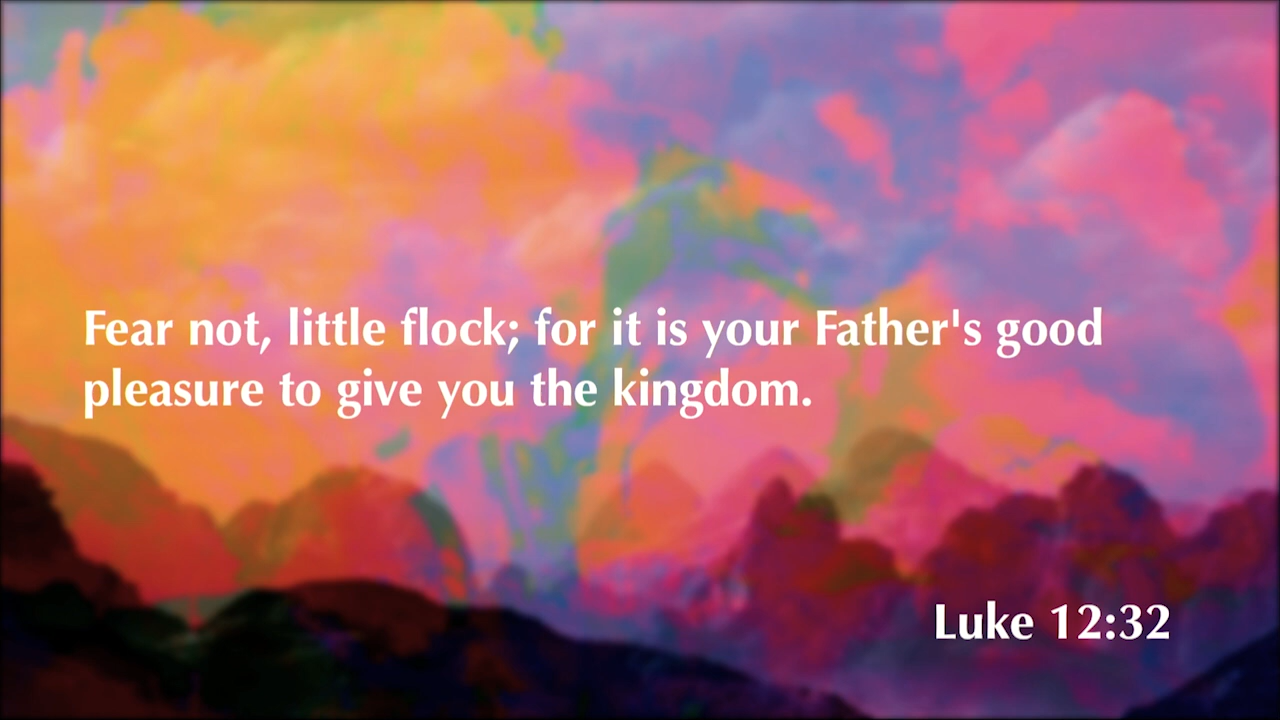 Fear not, little flock; for it is your Father's good
pleasure to give you the kingdom.
Luke 12:32